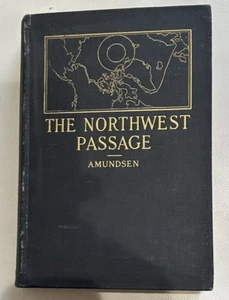 THE NORTHWEST
PASSAGE
AMUNDSEN